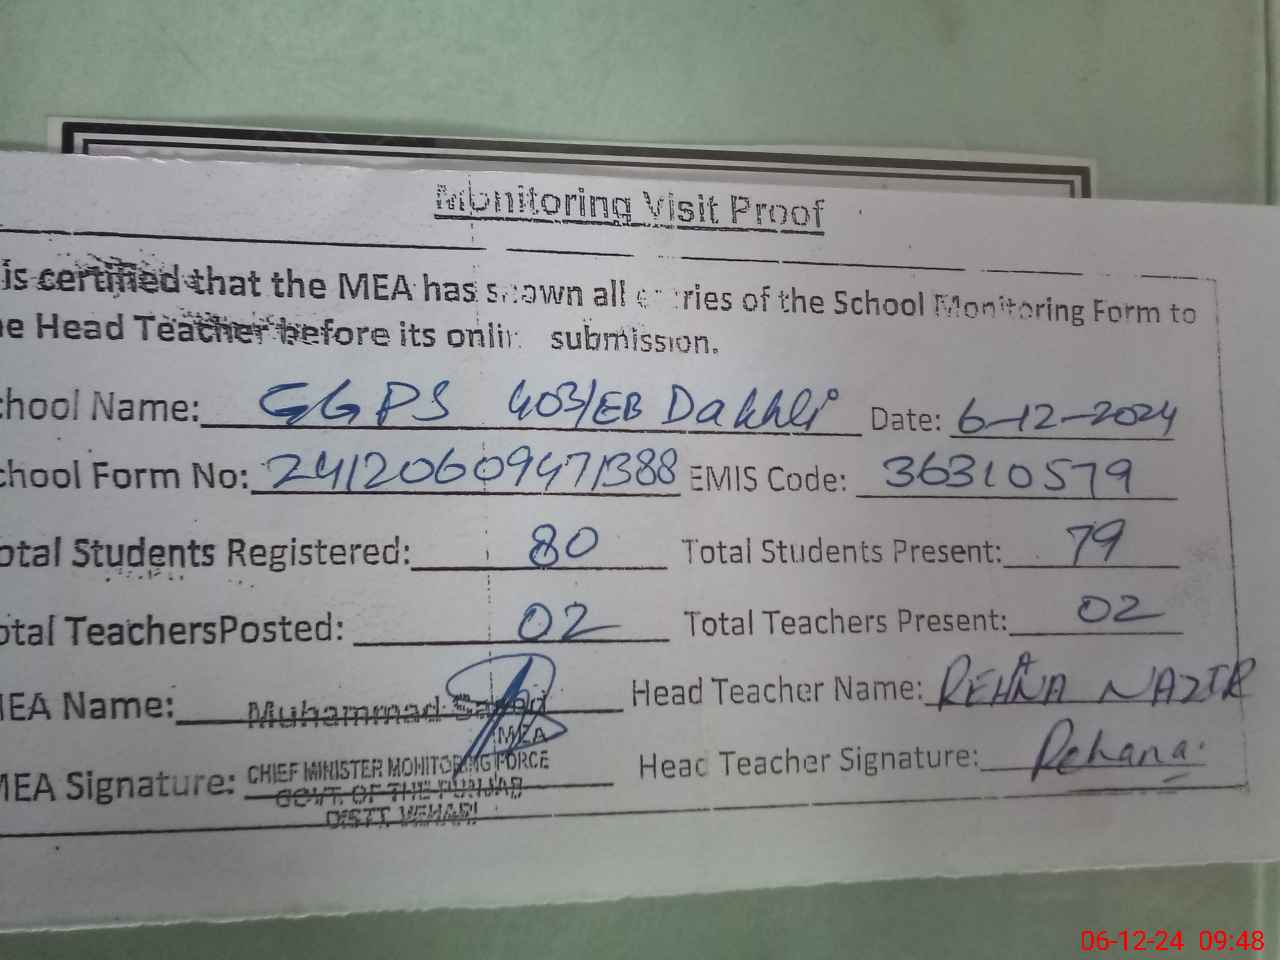 Monitoring Visit Proof
is certified that the MEA has shown all entries of the School Monitoring Form to
e Head Teacher before its onlin submission.
chool Name: GGPS 403/EB Dakhli Date: 6-12-2024
chool Form No: 24120609471388 EMIS Code: 36310579
otal Students Registered: 80 Total Students Present: 79
otal TeachersPosted: 02 Total Teachers Present: 02
MEA Name: Muhammad Head Teacher Name: REHANA NAZIR
MEA
MEA Signature: CHIEF MINISTER MONITORING FORCE Head Teacher Signature: Rehana
GOVT. OF THE PUNJAB
DISTT. VEHARI
06-12-24 09:48